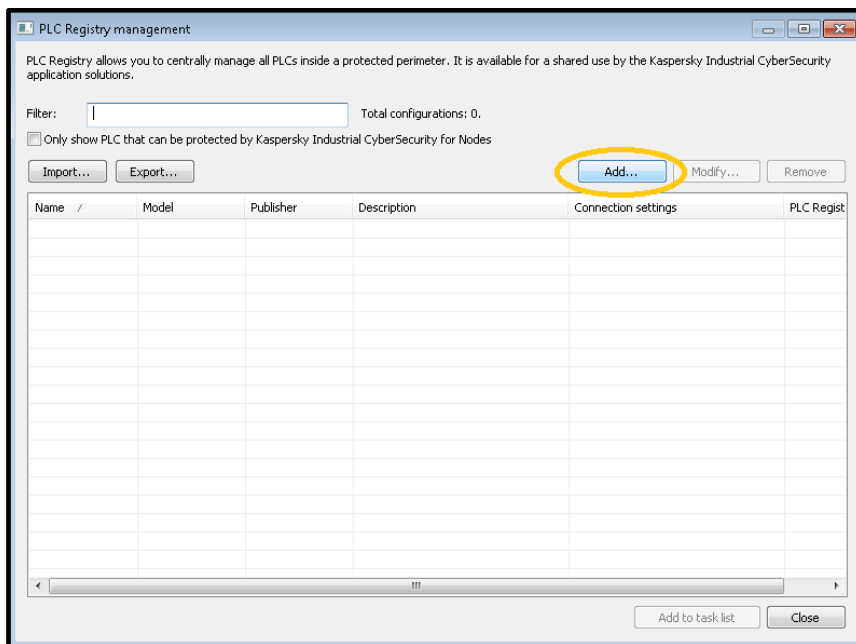 PLC Registry management
PLC Registry allows you to centrally manage all PLCs inside a protected perimeter. It is available for a shared use by the Kaspersky Industrial CyberSecurity
application solutions.
Filter: Total configurations: 0.
Only show PLC that can be protected by Kaspersky Industrial CyberSecurity for Nodes
Import... Export... Add... Modify... Remove
Name Model Publisher Description Connection settings PLC Regist
Add to task list Close